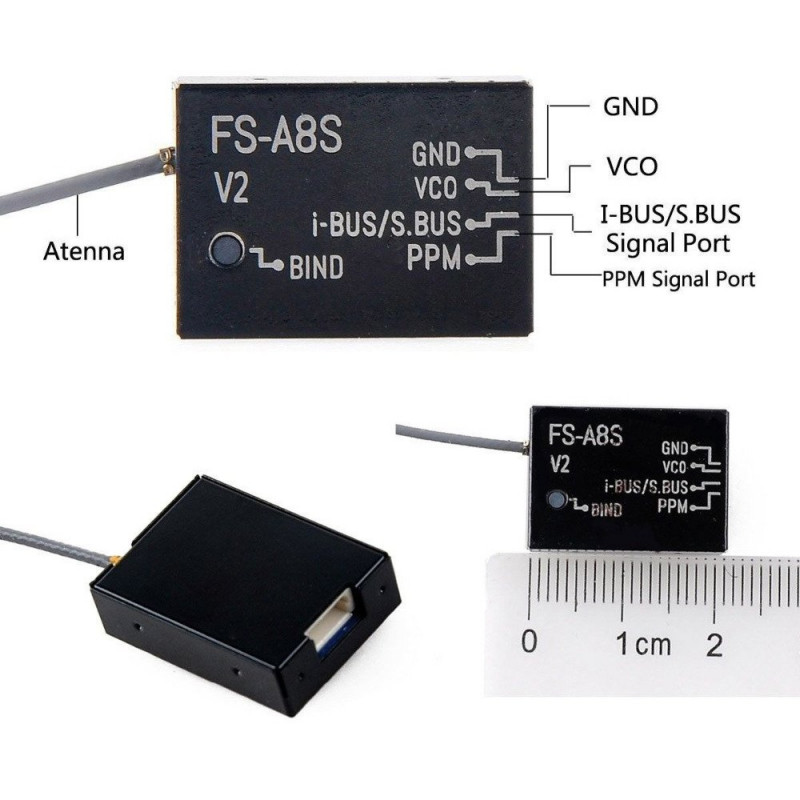 FS-A8S
V2
BIND
GND
VCO
i-BUS/S.BUS
PPM
GND
VCO
I-BUS/S.BUS
Signal Port
PPM Signal Port
Atenna
FS-A8S
V2
BIND
GND
VCO
i-BUS/S.BUS
PPM
0 1cm 2